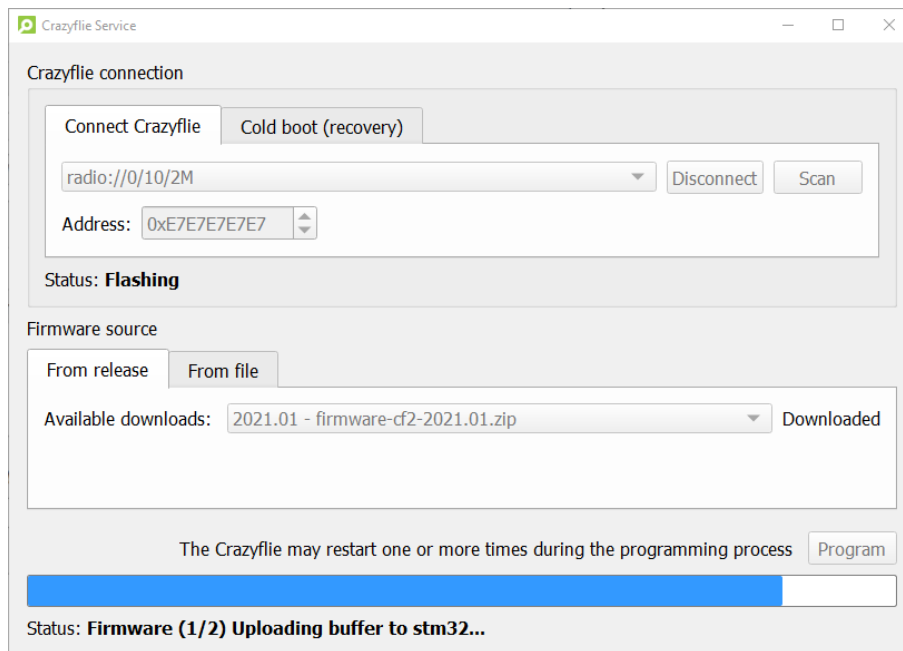 Crazyflie Service
Crazyflie connection
Connect Crazyflie
Cold boot (recovery)
radio://0/10/2M
Disconnect
Scan
Address: 0xE7E7E7E7E7
Status: Flashing
Firmware source
From release
From file
Available downloads: 2021.01 - firmware-cf2-2021.01.zip Downloaded
The Crazyflie may restart one or more times during the programming process
Program
Status: Firmware (1/2) Uploading buffer to stm32...